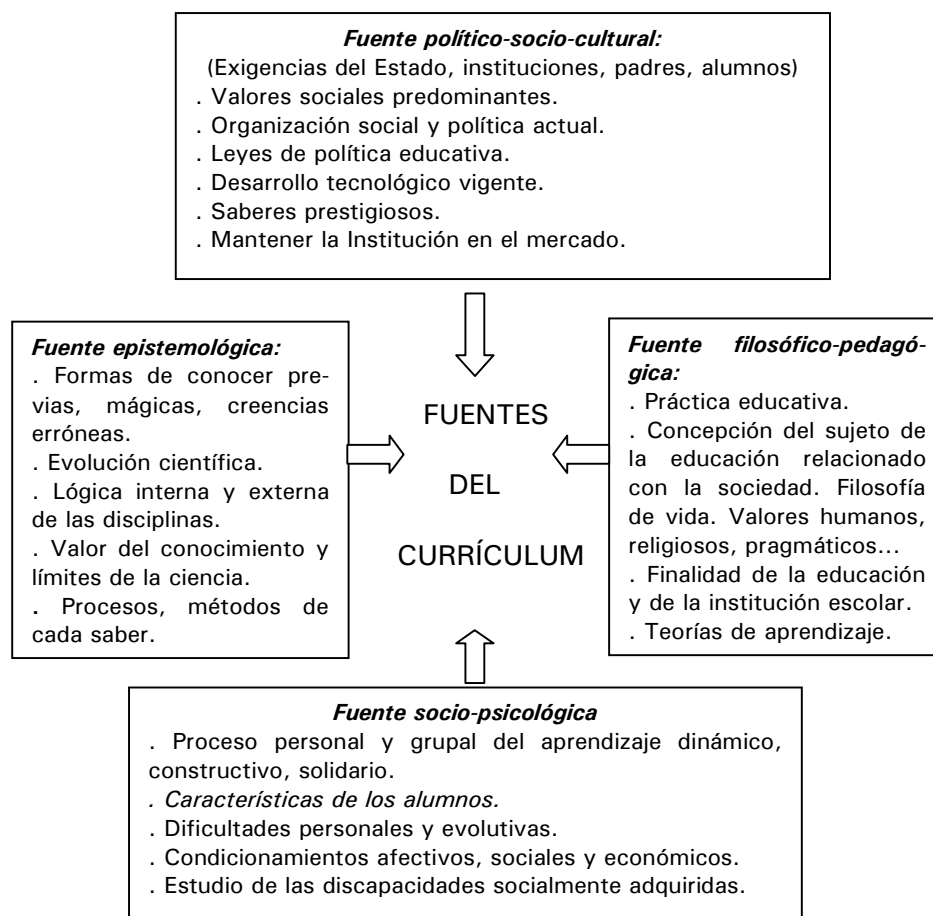 Fuente político-socio-cultural:
(Exigencias del Estado, instituciones, padres, alumnos)
. Valores sociales predominantes.
. Organización social y política actual.
. Leyes de política educativa.
. Desarrollo tecnológico vigente.
. Saberes prestigiosos.
. Mantener la Institución en el mercado.
Fuente epistemológica:
. Formas de conocer pre-
vias, mágicas, creencias
erróneas.
. Evolución científica.
. Lógica interna y externa
de las disciplinas.
. Valor del conocimiento y
límites de la ciencia.
. Procesos, métodos de
cada saber.
FUENTES
DEL
CURRÍCULUM
Fuente filosófico-pedagó-
gica:
. Práctica educativa.
. Concepción del sujeto de
la educación relacionado
con la sociedad. Filosofía
de vida. Valores humanos,
religiosos, pragmáticos...
. Finalidad de la educación
y de la institución escolar.
. Teorías de aprendizaje.
Fuente socio-psicológica
. Proceso personal y grupal del aprendizaje dinámico,
constructivo, solidario.
. Características de los alumnos.
. Dificultades personales y evolutivas.
. Condicionamientos afectivos, sociales y económicos.
. Estudio de las discapacidades socialmente adquiridas.